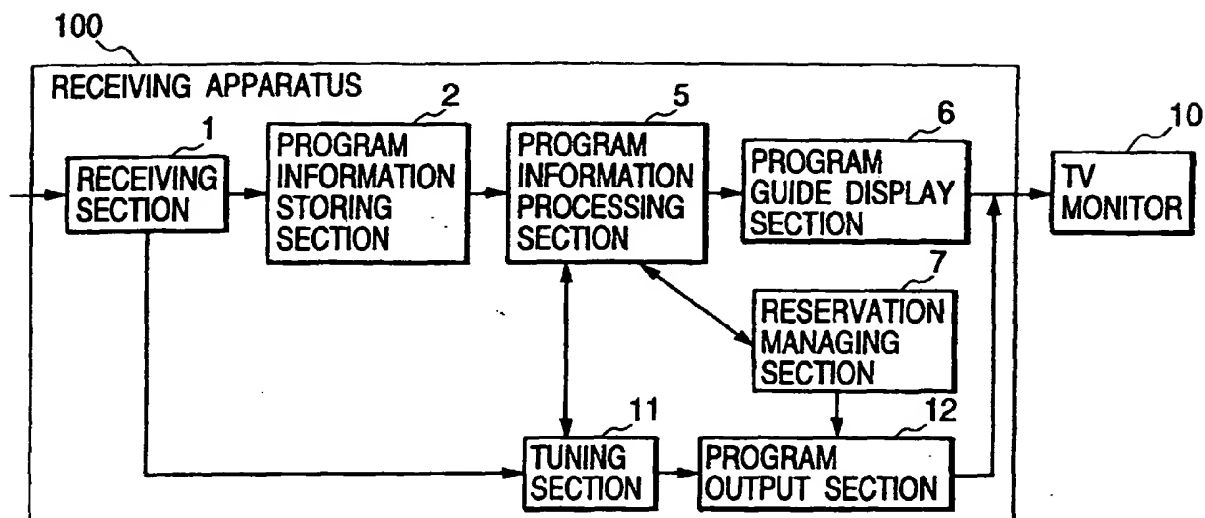 100
RECEIVING APPARATUS
1
RECEIVING
SECTION
2
PROGRAM
INFORMATION
STORING
SECTION
5
PROGRAM
INFORMATION
PROCESSING
SECTION
6
PROGRAM
GUIDE DISPLAY
SECTION
10
TV
MONITOR
7
RESERVATION
MANAGING
SECTION
11
TUNING
SECTION
12
PROGRAM
OUTPUT SECTION